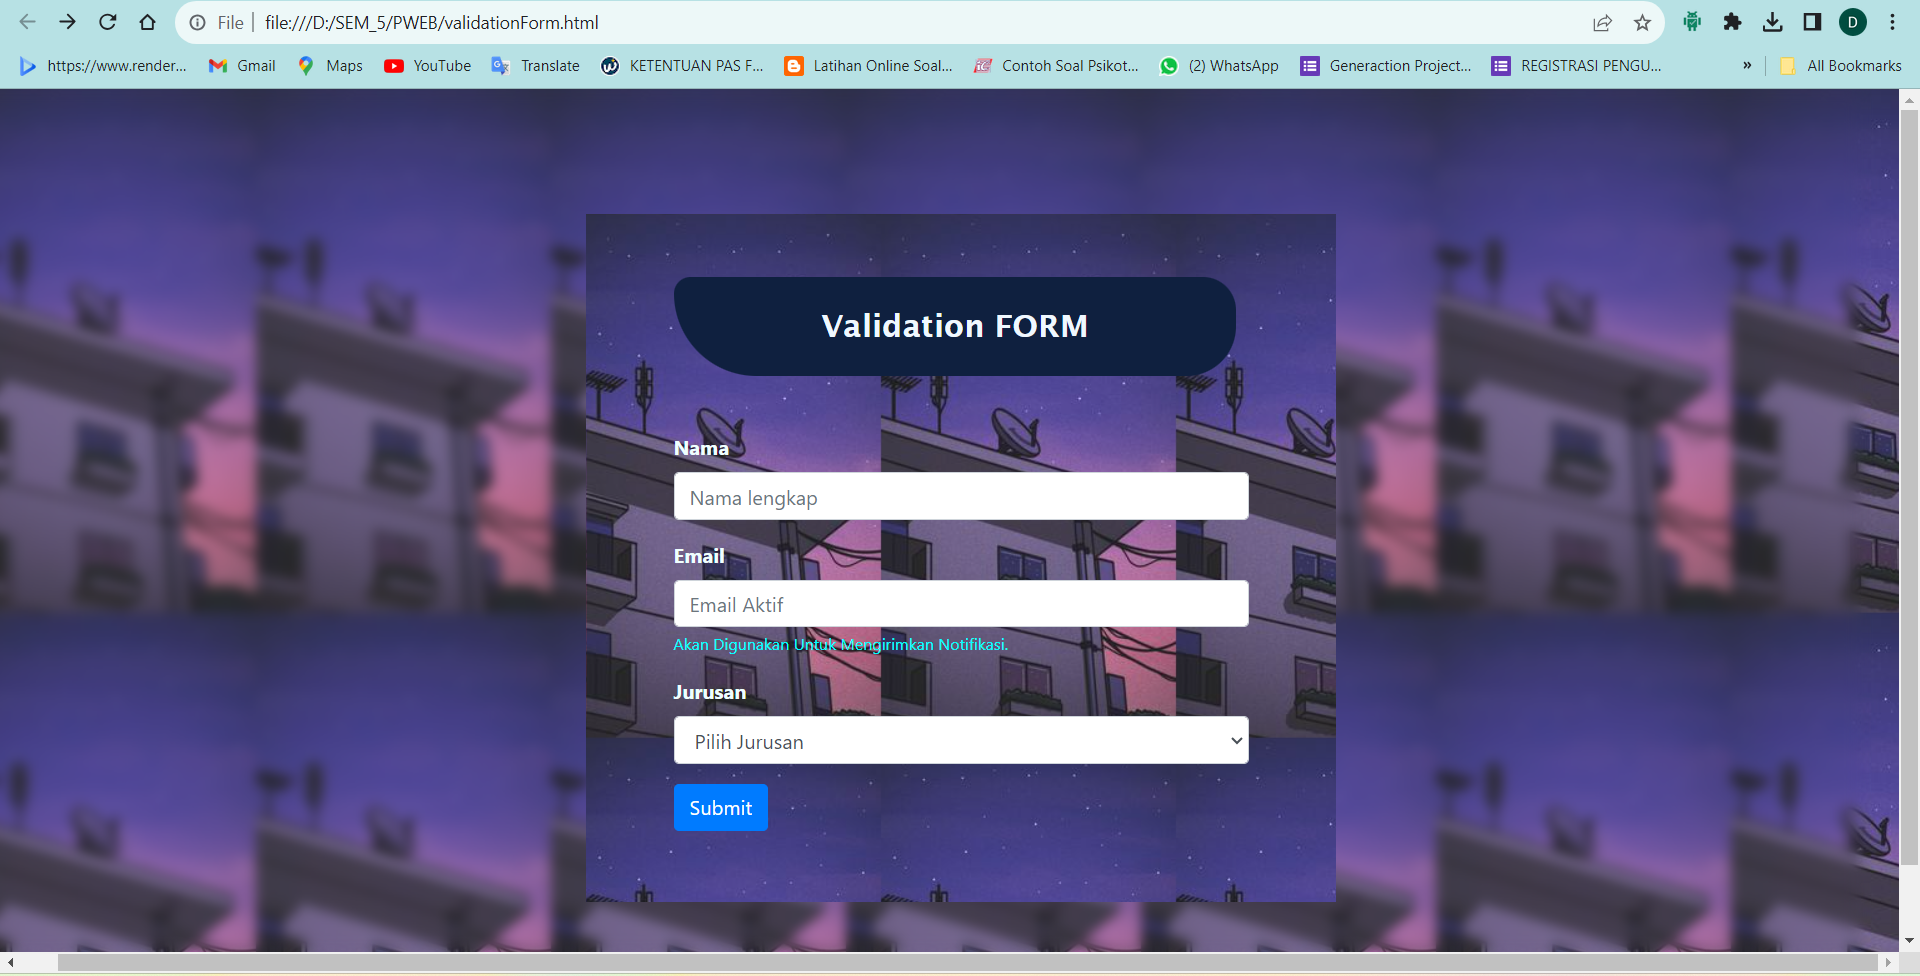 File file:///D:/SEM_5/PWEB/validationForm.html
D
https://www.render... Gmail Maps YouTube Translate KETENTUAN PAS F... Latihan Online Soal... Contoh Soal Psikot... (2) WhatsApp Generaction Project... REGISTRASI PENGU... » All Bookmarks
Validation FORM
Nama
Nama lengkap
Email
Email Aktif
Akan Digunakan Untuk Mengirimkan Notifikasi.
Jurusan
Pilih Jurusan
Submit